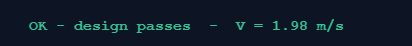 OK - design passes  -  V = 1.98 m/s